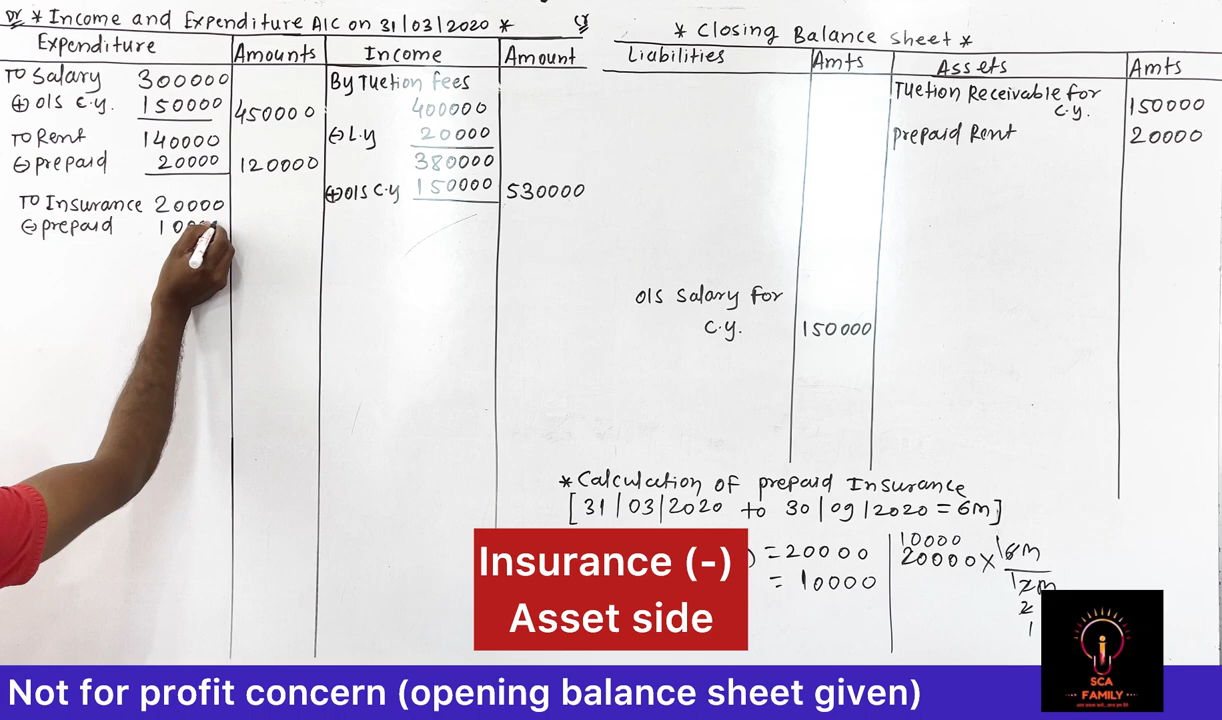 Dr * Income and Expenditure A/C on 31/03/2020 * Cr
Expenditure Amounts Income Amount
To Salary 300000
⊕ O/S C.Y. 150000 450000
To Rent 140000
⊖ prepaid 20000 120000
To Insurance 20000
⊖ prepaid
By Tuetion fees
400000
⊖ L.Y 20000
380000
⊕ O/S C.Y 150000 530000
* Closing Balance Sheet *
Liabilities Amts Assets Amts
O/S Salary for
C.Y. 150000
Tuetion Receivable for
C.Y. 150000
prepaid Rent 20000
* Calculation of prepaid Insurance
[31/03/2020 to 30/09/2020 = 6m]
) = 20000
= 10000
10000
20000 × 6m
12m
2
1
Insurance (-)
Asset side
SCA
FAMILY
Not for profit concern (opening balance sheet given)